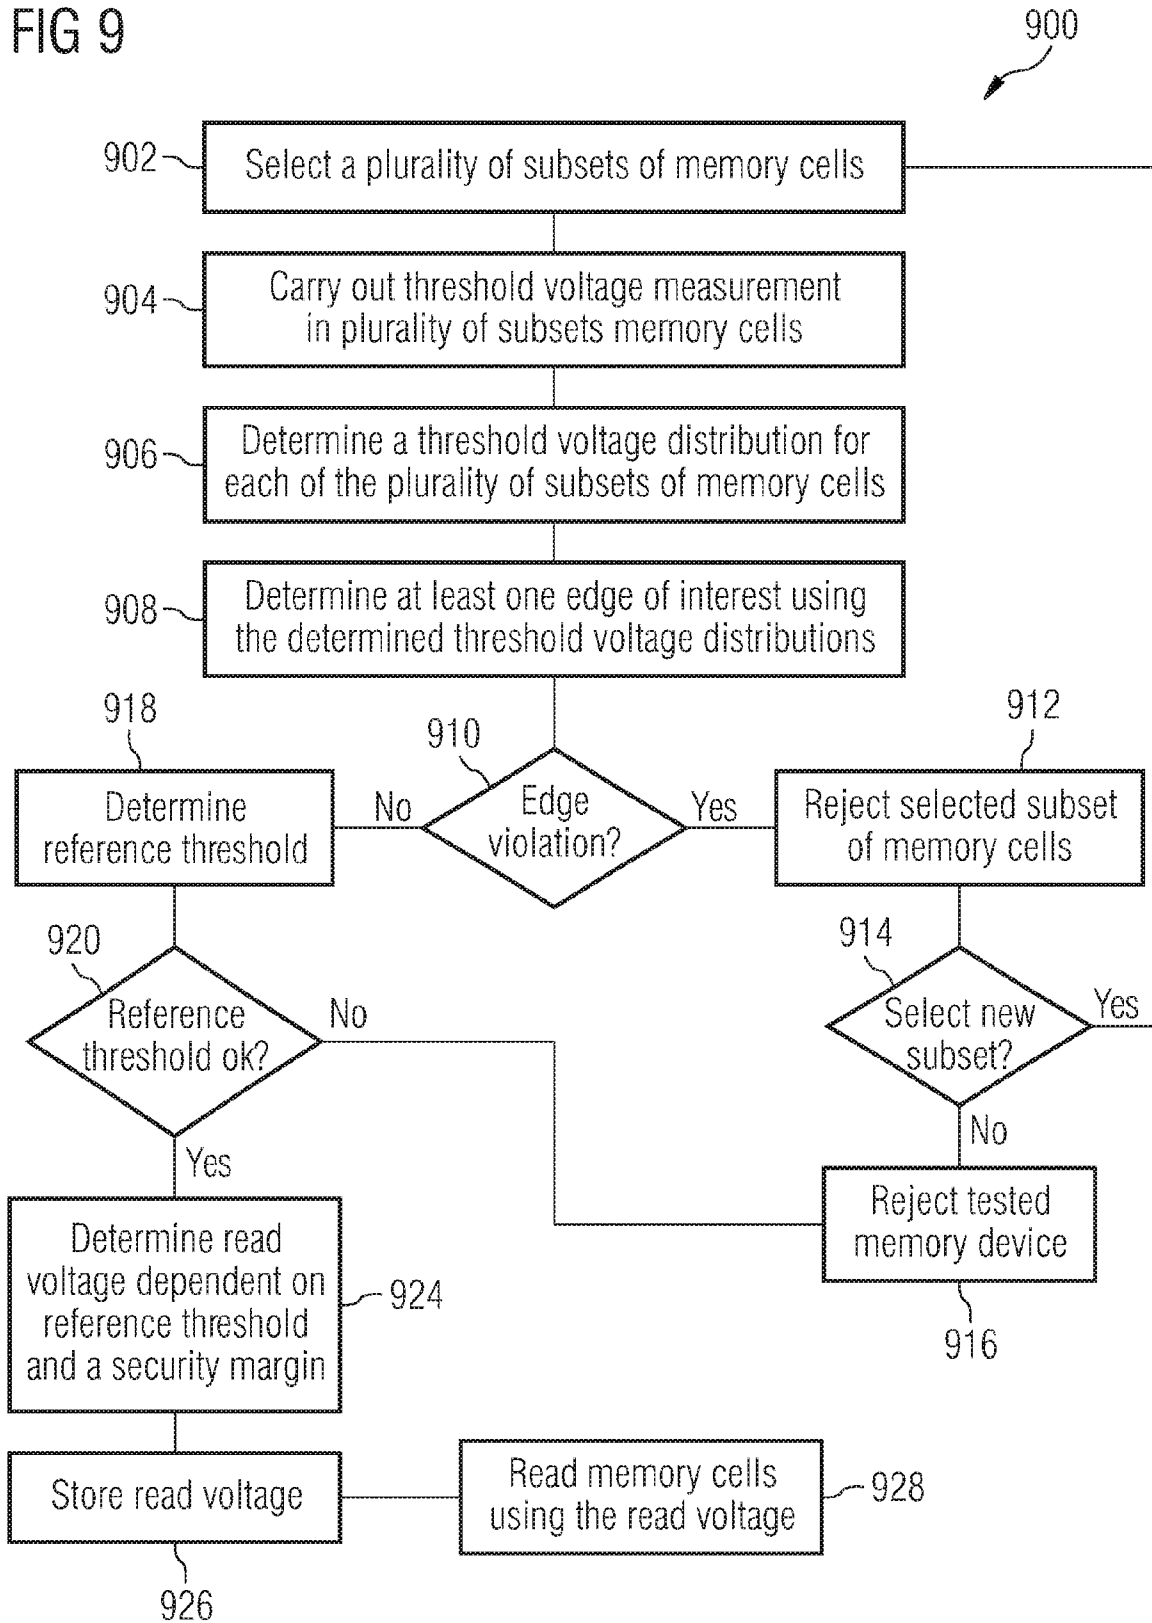 FIG 9
900
902
Select a plurality of subsets of memory cells
904
Carry out threshold voltage measurement
in plurality of subsets memory cells
906
Determine a threshold voltage distribution for
each of the plurality of subsets of memory cells
908
Determine at least one edge of interest using
the determined threshold voltage distributions
918
910
912
Determine
reference threshold
No
Edge
violation?
Yes
Reject selected subset
of memory cells
920
914
Reference
threshold ok?
No
Select new
subset?
Yes
Yes
No
Determine read
voltage dependent on
reference threshold
and a security margin
924
Reject tested
memory device
916
Store read voltage
926
Read memory cells
using the read voltage
928